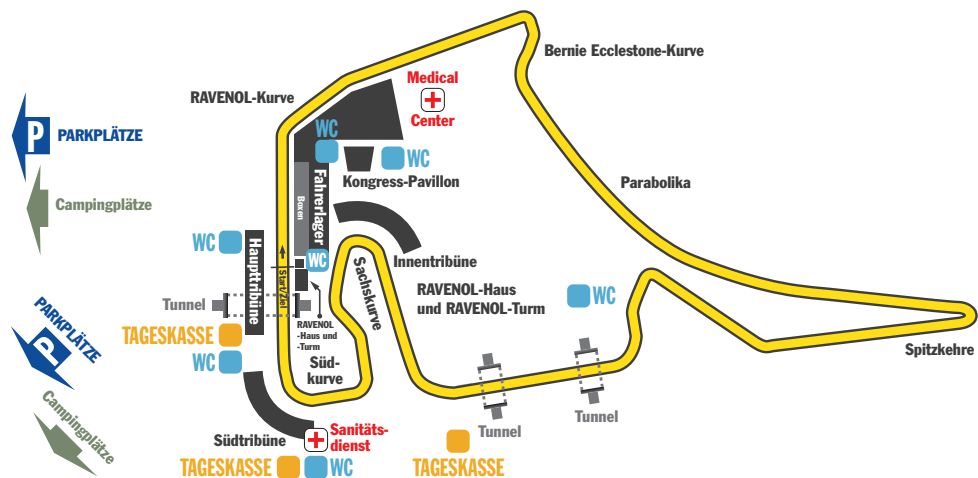 Bernie Ecclestone-Kurve
Medical
Center
RAVENOL-Kurve
P PARKPLÄTZE
WC
WC
Kongress-Pavillon
Fahrerlager
Boxen
Parabolika
Campingplätze
WC
Haupttribüne
WC
Innentribüne
Start/Ziel
Sachskurve
RAVENOL-Haus
und RAVENOL-Turm
WC
Tunnel
RAVENOL
-Haus und
-Turm
TAGESKASSE
PARKPLÄTZE
P
WC
Süd-
kurve
Spitzkehre
Campingplätze
Tunnel
Tunnel
Südtribüne
Sanitäts-
dienst
TAGESKASSE
WC
TAGESKASSE